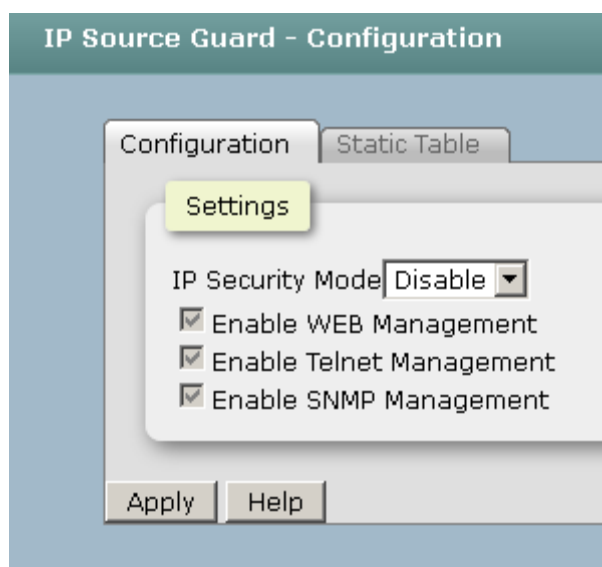 IP Source Guard - Configuration
Configuration Static Table
Settings
IP Security Mode Disable
Enable WEB Management
Enable Telnet Management
Enable SNMP Management
Apply Help